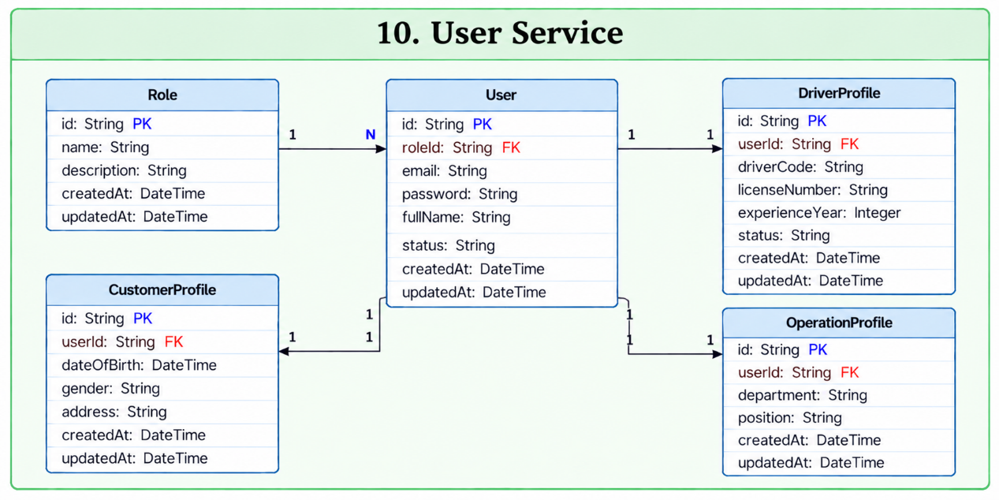 10. User Service
Role
id: String PK
name: String
description: String
createdAt: DateTime
updatedAt: DateTime
1
N
User
id: String PK
roleId: String FK
email: String
password: String
fullName: String
status: String
createdAt: DateTime
updatedAt: DateTime
1
1
DriverProfile
id: String PK
userId: String FK
driverCode: String
licenseNumber: String
experienceYear: Integer
status: String
createdAt: DateTime
updatedAt: DateTime
CustomerProfile
id: String PK
userId: String FK
dateOfBirth: DateTime
gender: String
address: String
createdAt: DateTime
updatedAt: DateTime
1
1
1
1
1
1
OperationProfile
id: String PK
userId: String FK
department: String
position: String
createdAt: DateTime
updatedAt: DateTime